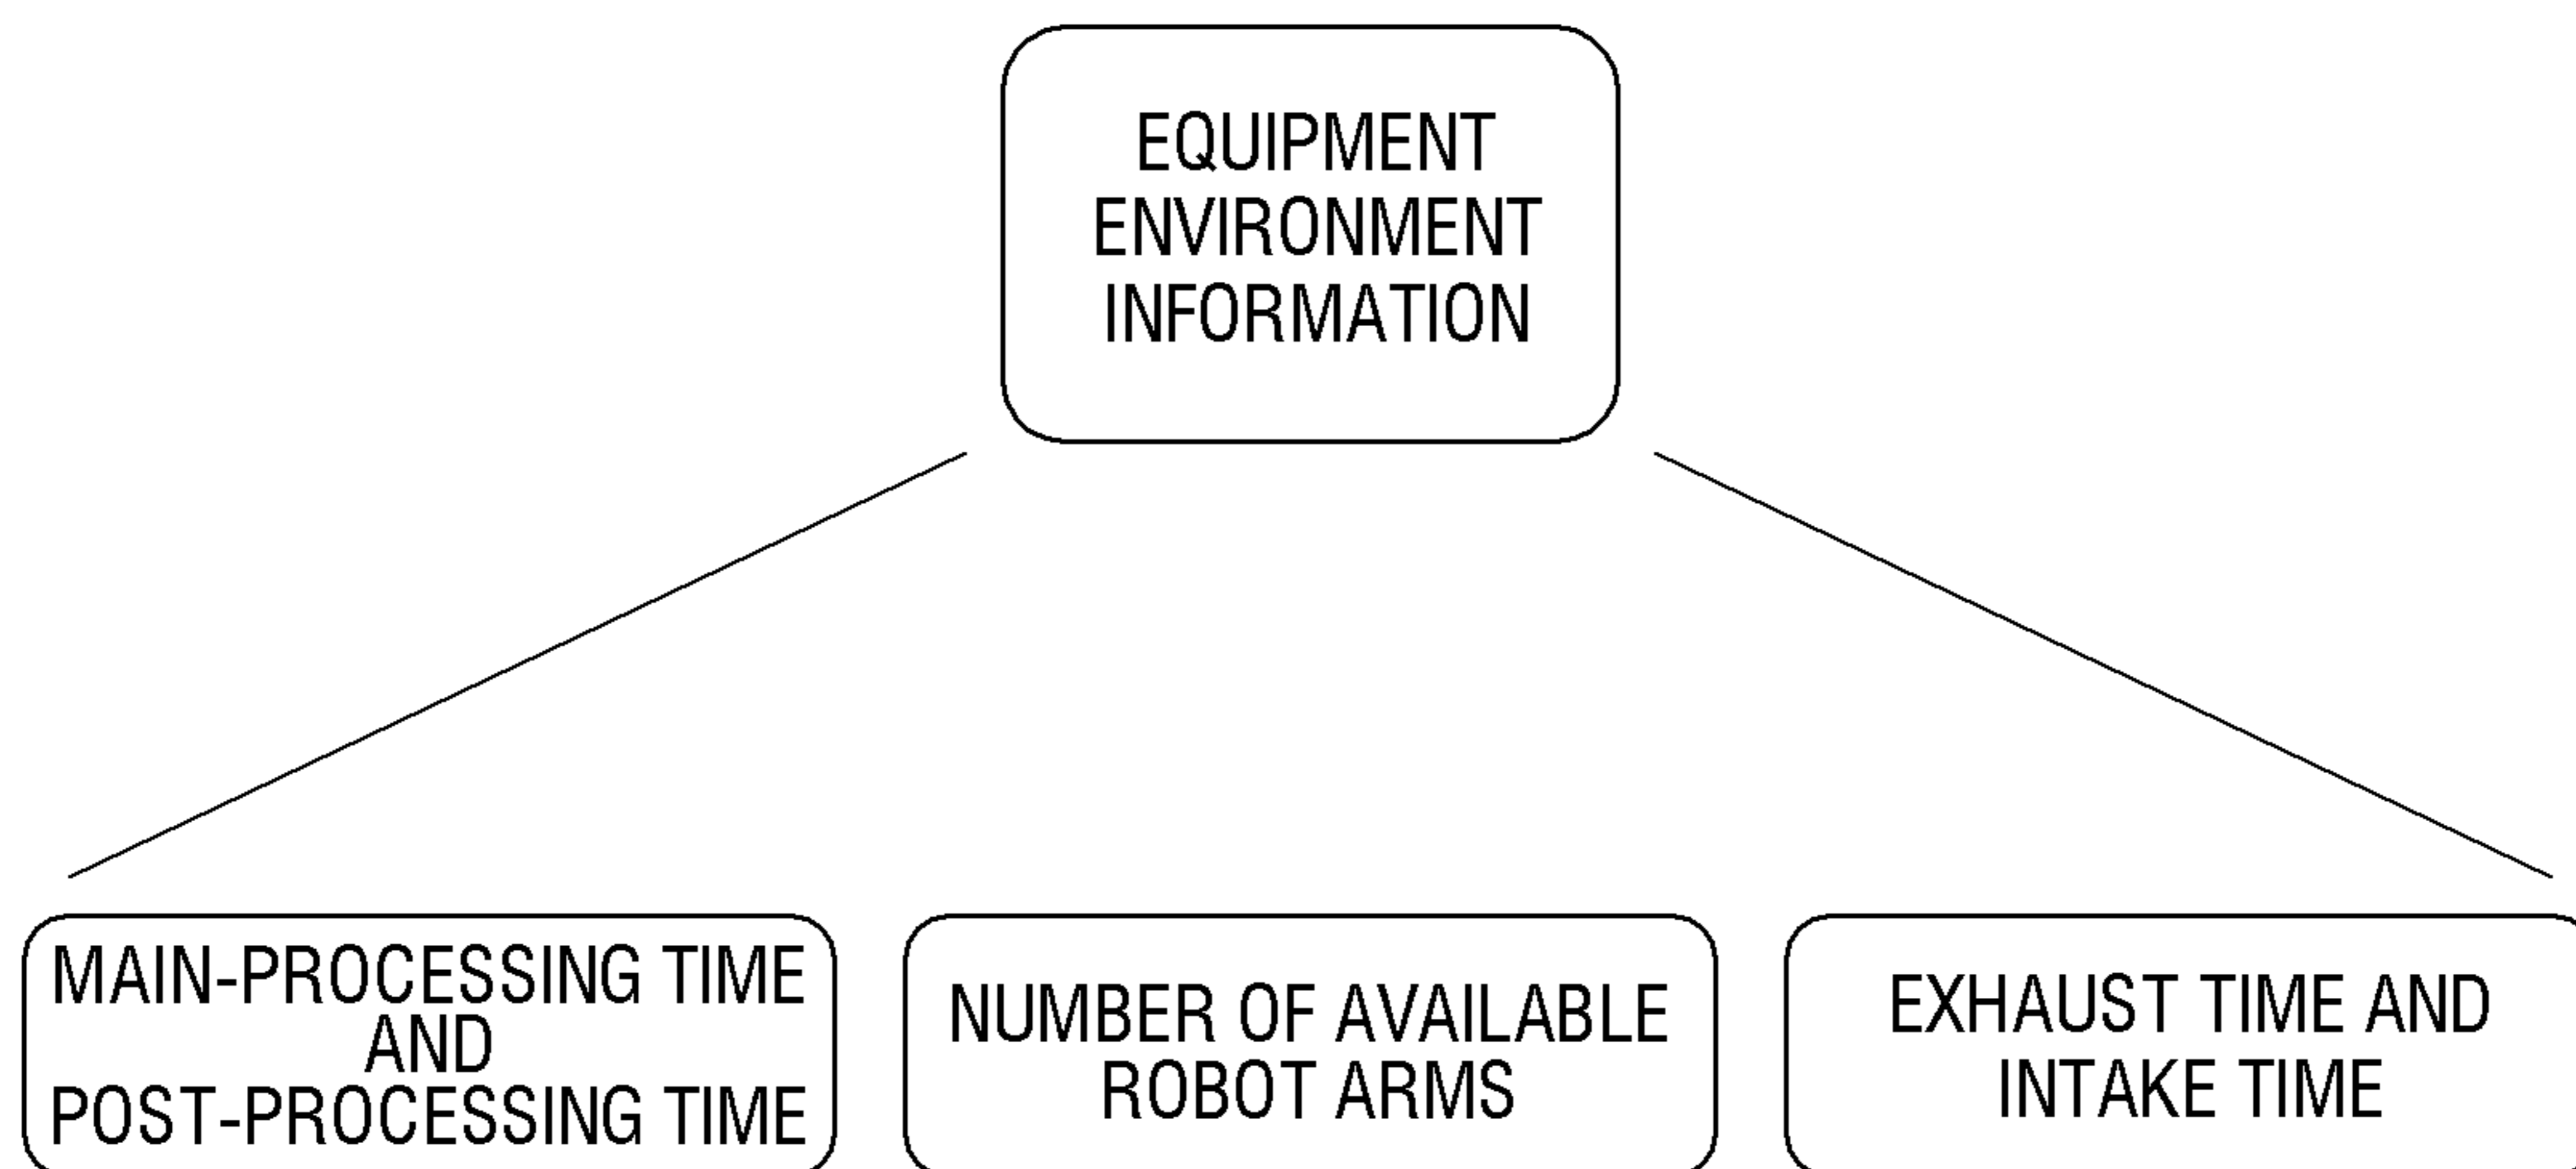 EQUIPMENT
ENVIRONMENT
INFORMATION
MAIN-PROCESSING TIME
AND
POST-PROCESSING TIME
NUMBER OF AVAILABLE
ROBOT ARMS
EXHAUST TIME AND
INTAKE TIME